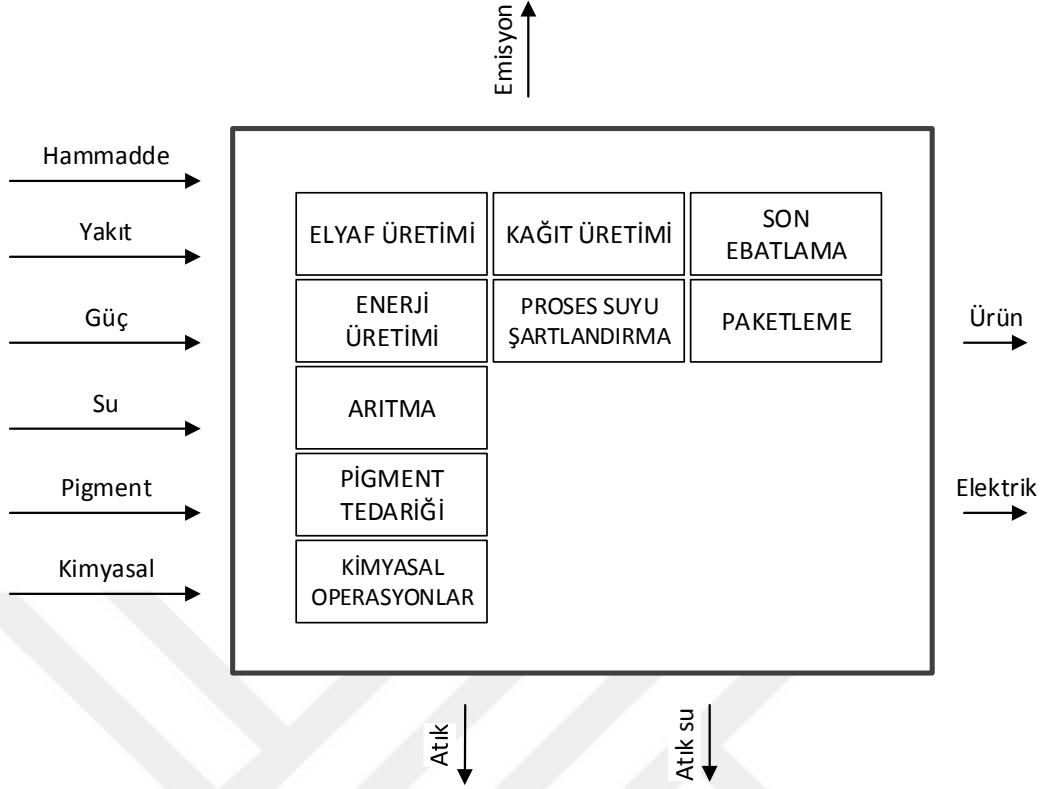 Emisyon
Hammadde
Yakıt
Güç
Su
Pigment
Kimyasal
ELYAF ÜRETİMİ
KAĞIT ÜRETİMİ
SON
EBATLAMA
ENERJİ
ÜRETİMİ
PROSES SUYU
ŞARTLANDIRMA
PAKETLEME
ARITMA
PİGMENT
TEDARİĞİ
KİMYASAL
OPERASYONLAR
Ürün
Elektrik
Atık
Atık su